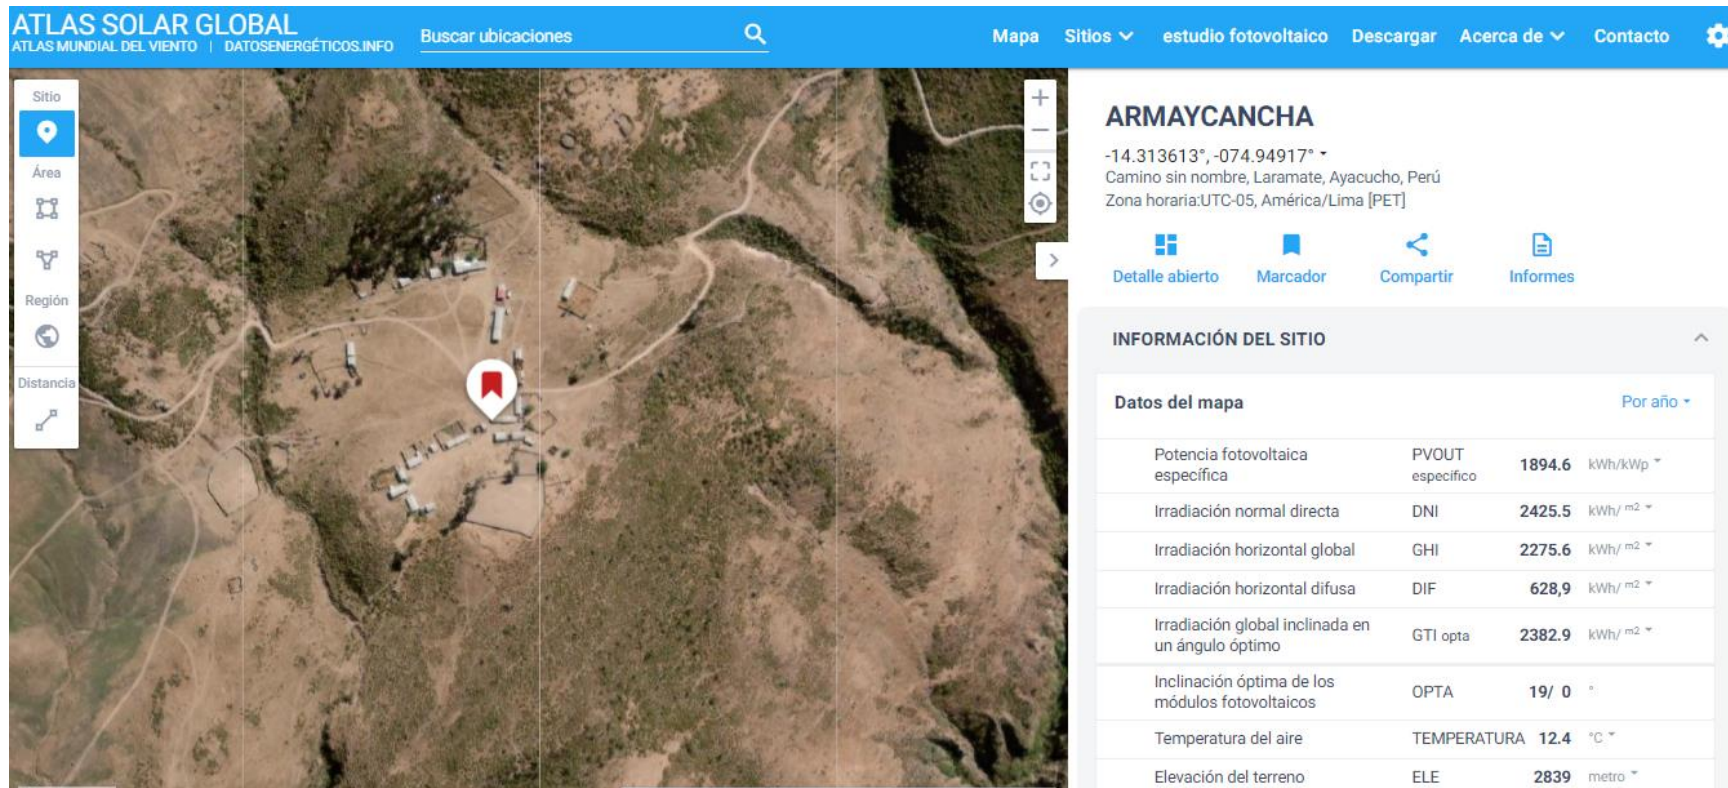 ATLAS SOLAR GLOBAL
ATLAS MUNDIAL DEL VIENTO | DATOSENERGÉTICOS.INFO
Buscar ubicaciones
Mapa Sitios estudio fotovoltaico Descargar Acerca de Contacto
Sitio
Área
Región
Distancia
ARMAYCANCHA
-14.313613°, -074.94917°
Camino sin nombre, Laramate, Ayacucho, Perú
Zona horaria:UTC-05, América/Lima [PET]
Detalle abierto Marcador Compartir Informes
INFORMACIÓN DEL SITIO
Datos del mapa Por año
Potencia fotovoltaica
específica
PVOUT
específico
1894.6 kWh/kWp
Irradiación normal directa DNI 2425.5 kWh/ m2
Irradiación horizontal global GHI 2275.6 kWh/ m2
Irradiación horizontal difusa DIF 628,9 kWh/ m2
Irradiación global inclinada en
un ángulo óptimo
GTI opta 2382.9 kWh/ m2
Inclinación óptima de los
módulos fotovoltaicos
OPTA 19/ 0 °
Temperatura del aire TEMPERATURA 12.4 °C
Elevación del terreno ELE 2839 metro